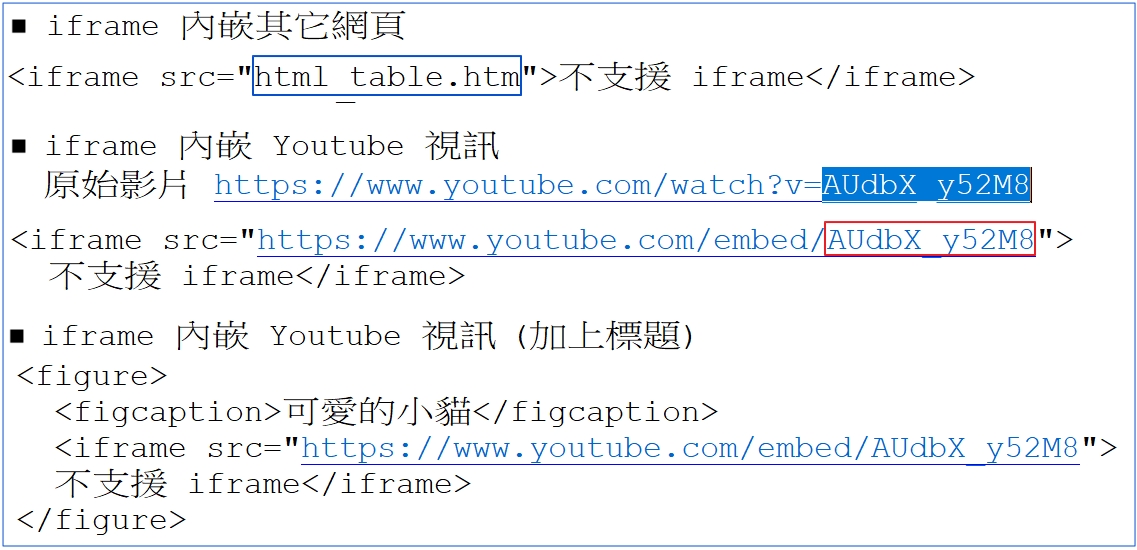 ■ iframe 內嵌其它網頁
<iframe src="html_table.htm">不支援 iframe</iframe>
■ iframe 內嵌 Youtube 視訊
原始影片 https://www.youtube.com/watch?v=AUdbX_y52M8
<iframe src="https://www.youtube.com/embed/AUdbX_y52M8">
不支援 iframe</iframe>
■ iframe 內嵌 Youtube 視訊 (加上標題)
<figure>
<figcaption>可愛的小貓</figcaption>
<iframe src="https://www.youtube.com/embed/AUdbX_y52M8">
不支援 iframe</iframe>
</figure>